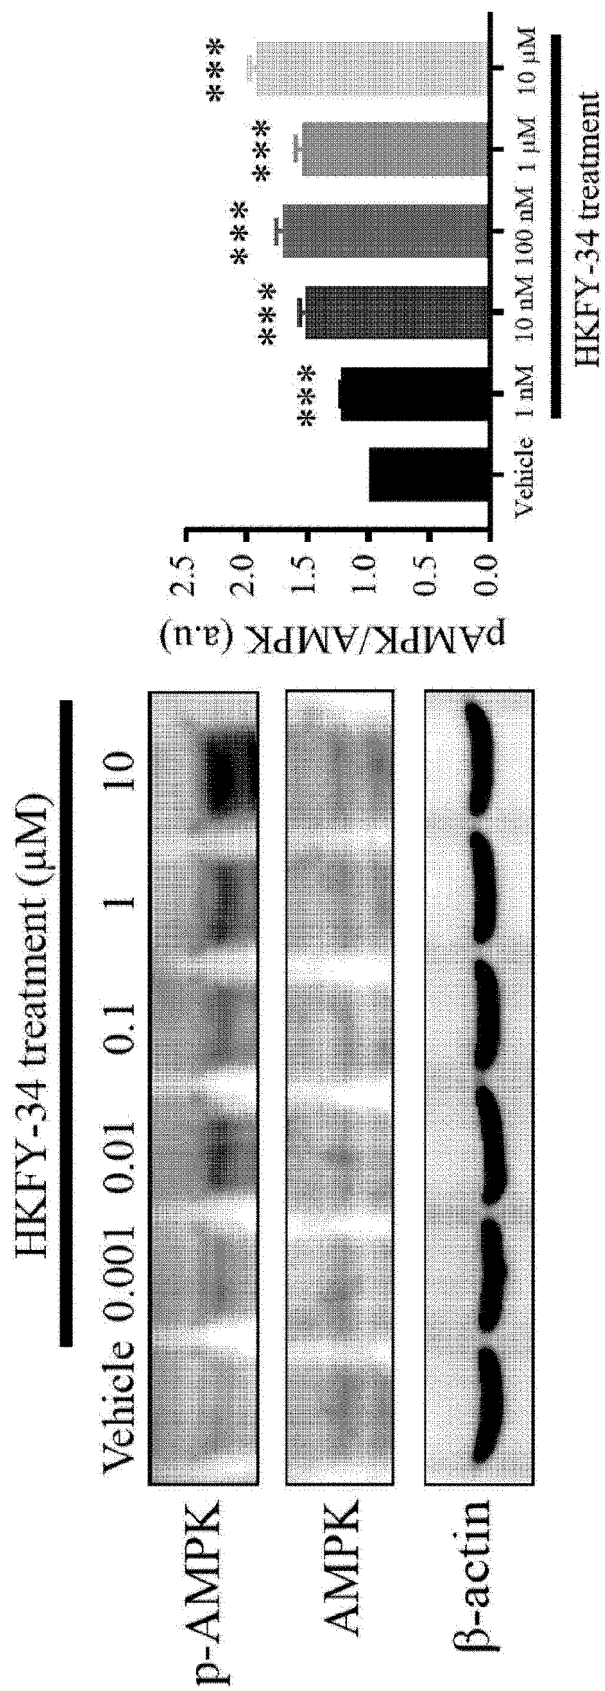 HKFY-34 treatment (μM)
Vehicle 0.001 0.01 0.1 1 10
p-AMPK
AMPK
β-actin
pAMPK/AMPK (a.u)
2.5
2.0
1.5
1.0
0.5
0.0
*** *** *** *** ***
Vehicle 1 nM 10 nM 100 nM 1 μM 10 μM
HKFY-34 treatment